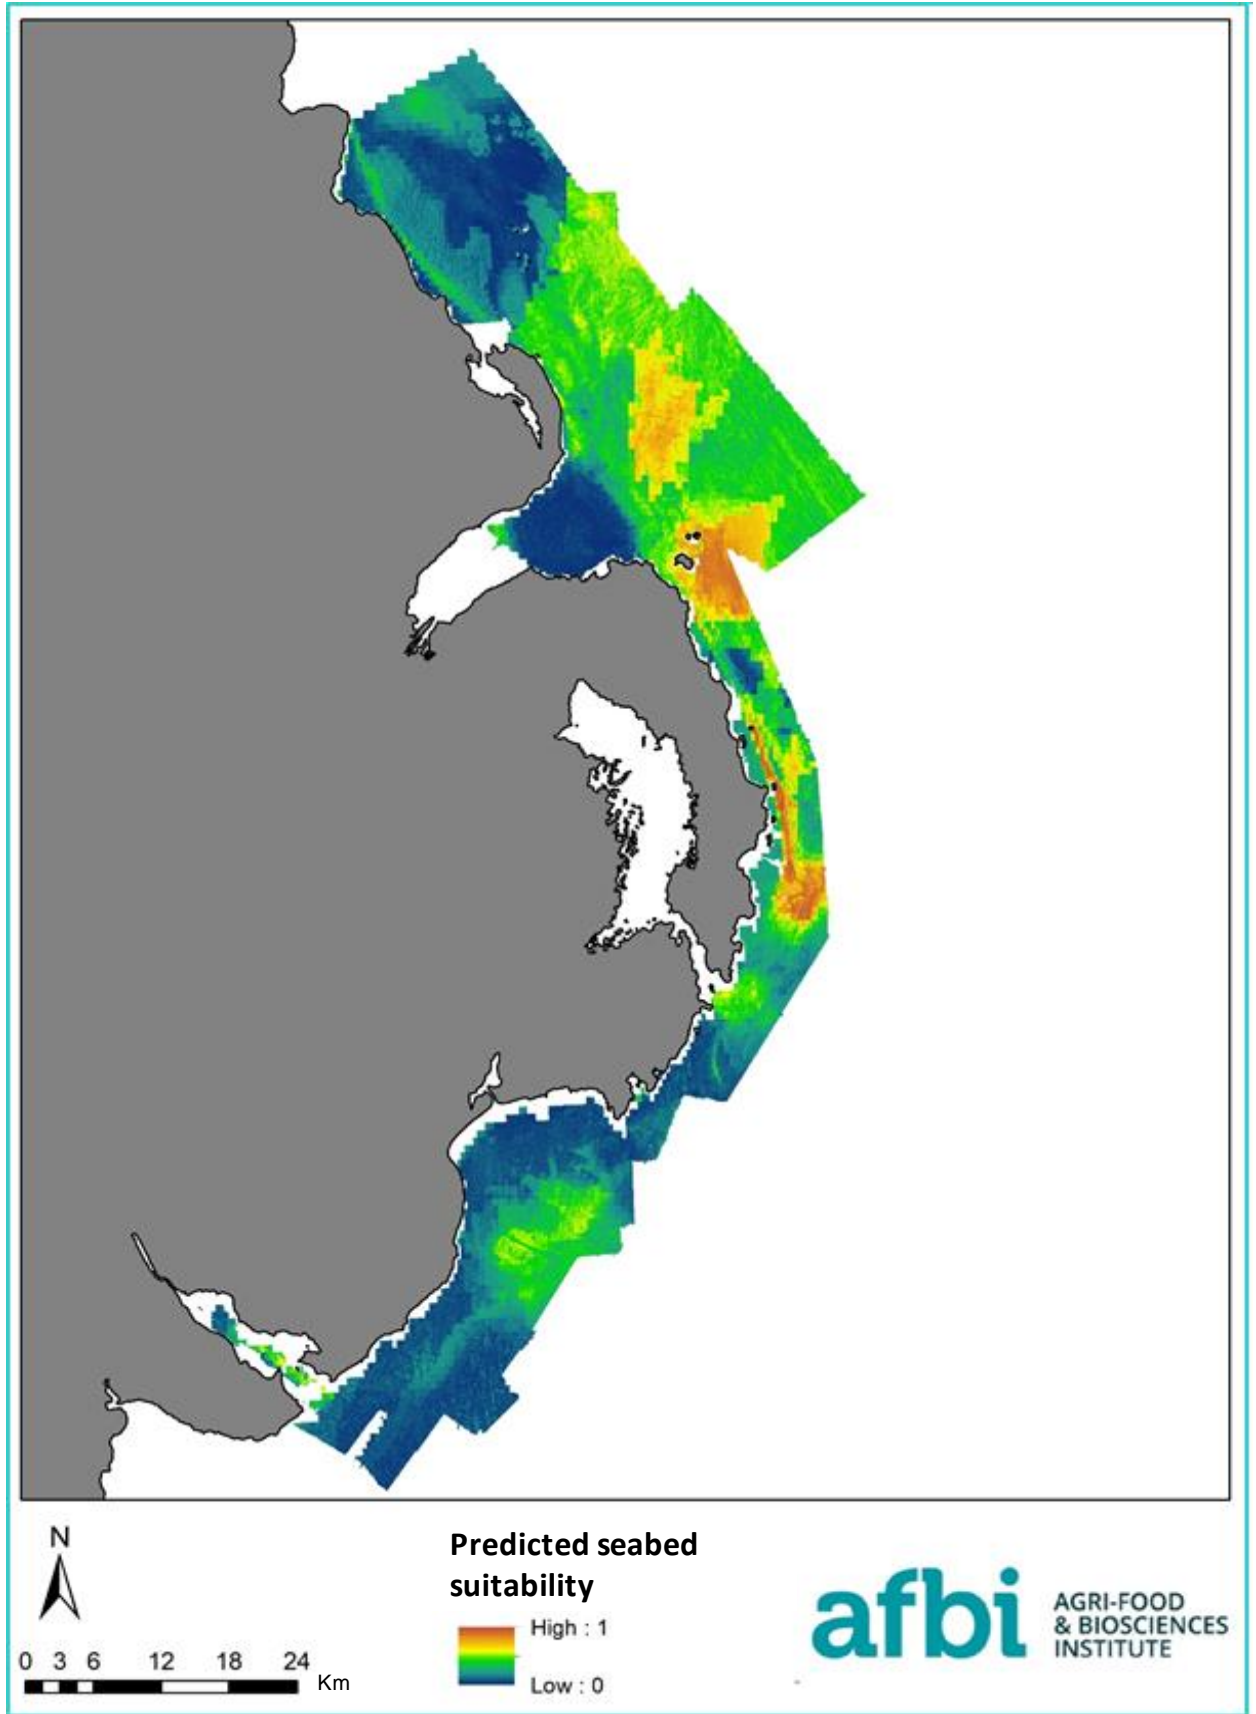 N
0 3 6 12 18 24
Km
Predicted seabed
suitability
High : 1
Low : 0
afbi
AGRI-FOOD
& BIOSCIENCES
INSTITUTE